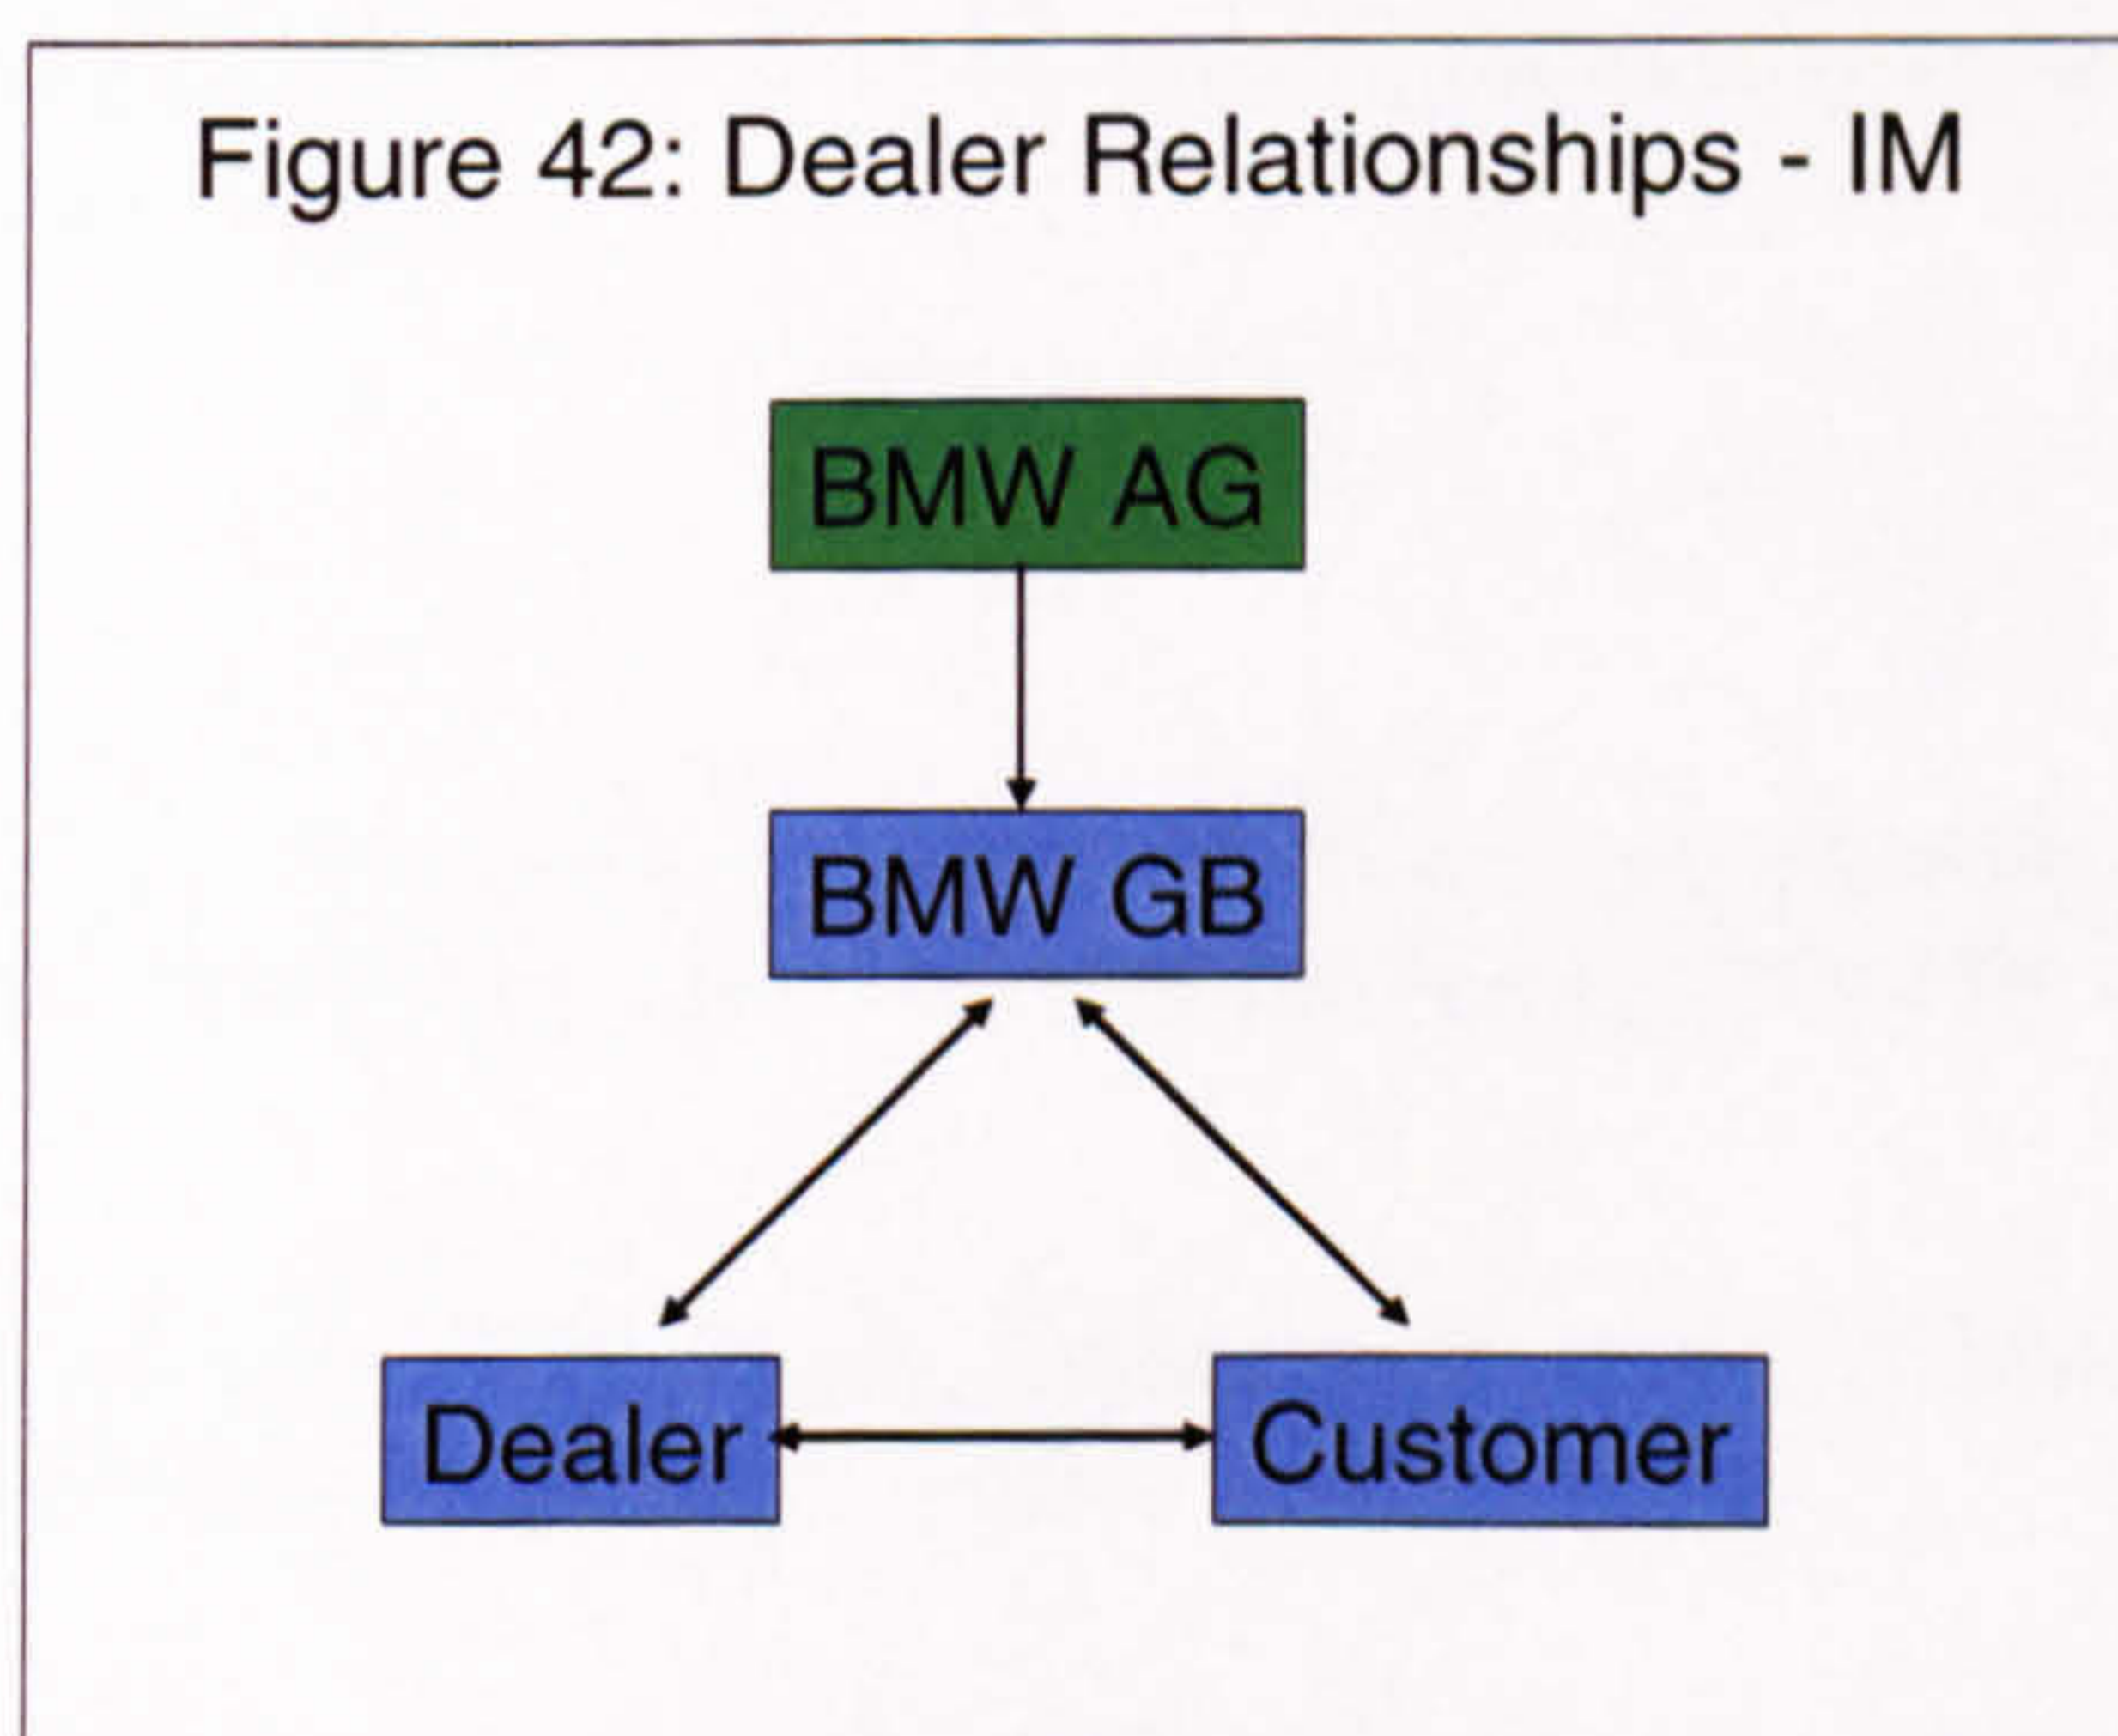 Figure 42: Dealer Relationships - IM
BMW AG
BMW GB
Dealer
Customer